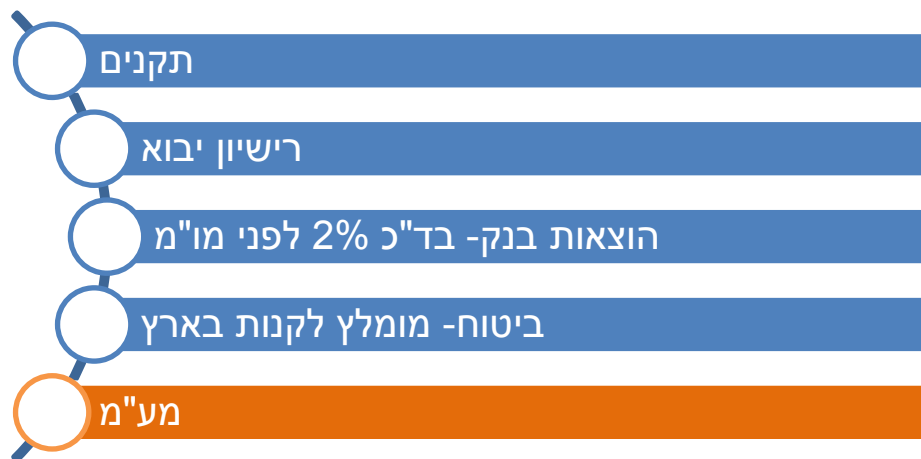 תקנים
רישיון יבוא
הוצאות בנק- בד"כ 2% לפני מו"מ
ביטוח- מומלץ לקנות בארץ
מע"מ